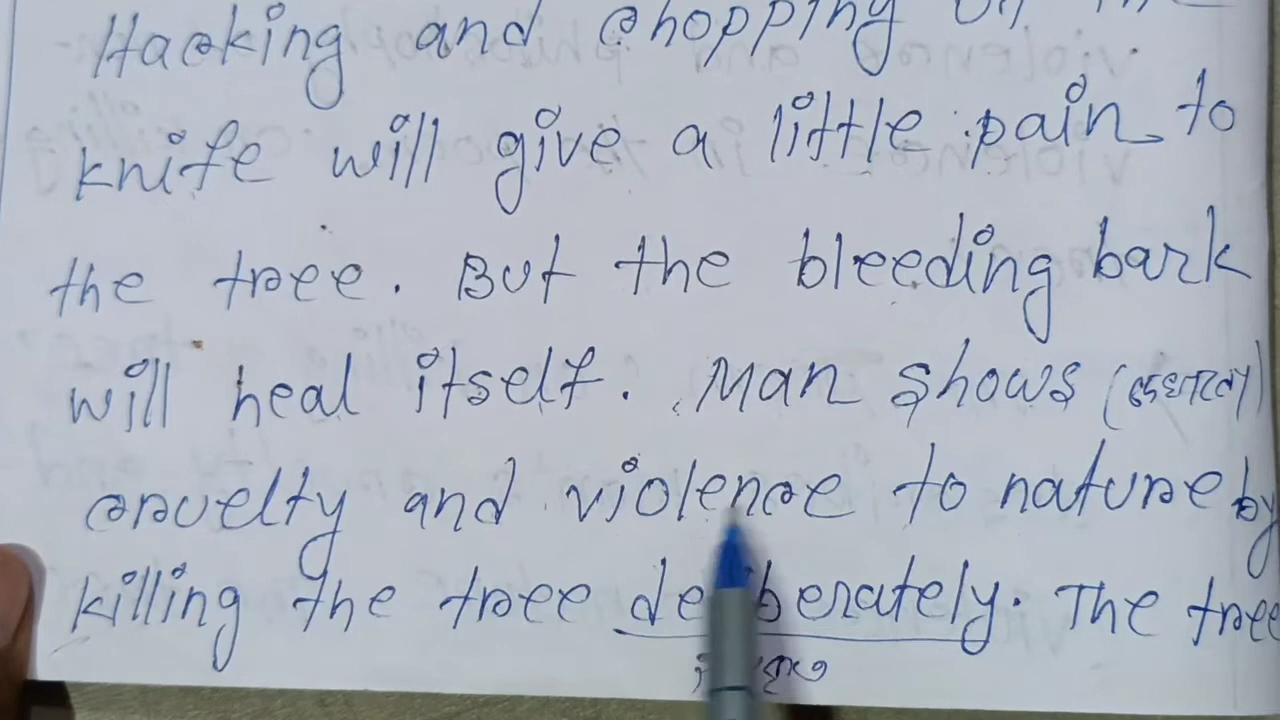 Hacking and chopping
knife will give a little pain to
the tree. But the bleeding bark
will heal itself. Man shows
cruelty and violence to nature by
killing the tree deliberately. The tree